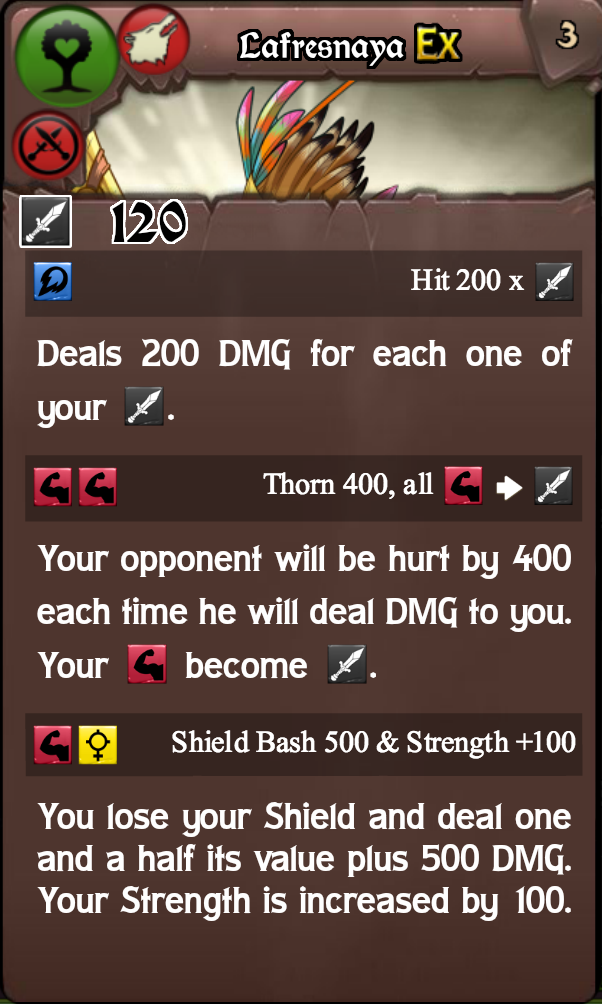 Lafresnaya Ex
3
120
Hit 200 x
Deals 200 DMG for each one of
your .
Thorn 400, all
Your opponent will be hurt by 400
each time he will deal DMG to you.
Your become .
Shield Bash 500 & Strength +100
You lose your Shield and deal one
and a half its value plus 500 DMG.
Your Strength is increased by 100.